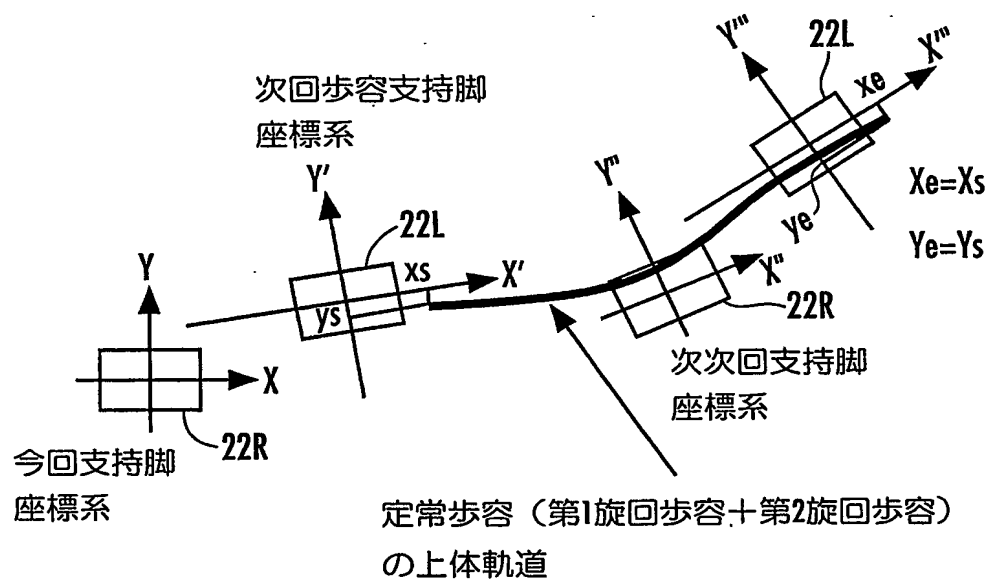 Y'''
22L
X'''
xe
次回歩容支持脚
座標系
Y'
Y''
22L
Xe=Xs
ye
Ye=Ys
xs
X'
X''
Y
ys
22R
X
次次回支持脚
座標系
22R
今回支持脚
座標系
定常歩容（第1旋回歩容+第2旋回歩容）
の上体軌道